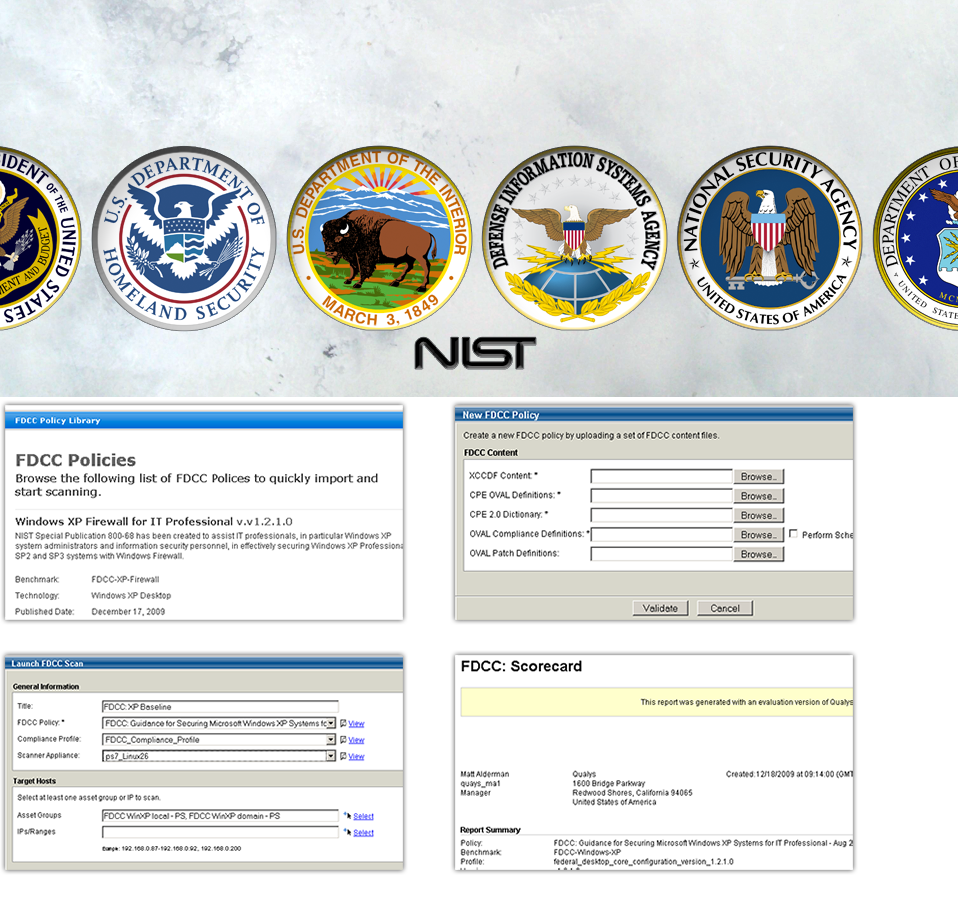 IDENT OF THE UNITED STATES
MENT AND BUDGET
U.S. DEPARTMENT OF HOMELAND SECURITY
U.S. DEPARTMENT OF THE INTERIOR
MARCH 3, 1849
DEFENSE INFORMATION SYSTEMS AGENCY
NATIONAL SECURITY AGENCY
UNITED STATES OF AMERICA
DEPARTMENT OF
UNITED STATES
NIST
FDCC Policy Library
FDCC Policies
Browse the following list of FDCC Polices to quickly import and
start scanning.
Windows XP Firewall for IT Professional v.v1.2.1.0
NIST Special Publication 800-68 has been created to assist IT professionals, in particular Windows XP
system administrators and information security personnel, in effectively securing Windows XP Professiona
SP2 and SP3 systems with Windows Firewall.
Benchmark: FDCC-XP-Firewall
Technology: Windows XP Desktop
Published Date: December 17, 2009
New FDCC Policy
Create a new FDCC policy by uploading a set of FDCC content files.
FDCC Content
XCCDF Content: * Browse...
CPE OVAL Definitions: * Browse...
CPE 2.0 Dictionary: * Browse...
OVAL Compliance Definitions: * Browse... Perform Sche
OVAL Patch Definitions: Browse...
Validate Cancel
Launch FDCC Scan
General Information
Title: FDCC: XP Baseline
FDCC Policy: * FDCC: Guidance for Securing Microsoft Windows XP Systems fo View
Compliance Profile: FDCC_Compliance_Profile View
Scanner Appliance: ps7_Linux26 View
Target Hosts
Select at least one asset group or IP to scan.
Asset Groups FDCC WinXP local - PS, FDCC WinXP domain - PS Select
IPs/Ranges Select
Example: 192.168.0.87-192.168.0.92, 192.168.0.200
FDCC: Scorecard
This report was generated with an evaluation version of Qualys
Matt Alderman Qualys Created:12/18/2009 at 09:14:00 (GMT
quays_ma1 1600 Bridge Parkway
Manager Redwood Shores, California 94065
United States of America
Report Summary
Policy: FDCC: Guidance for Securing Microsoft Windows XP Systems for IT Professional - Aug 2
Benchmark: FDCC-Windows-XP
Profile: federal_desktop_core_configuration_version_1.2.1.0